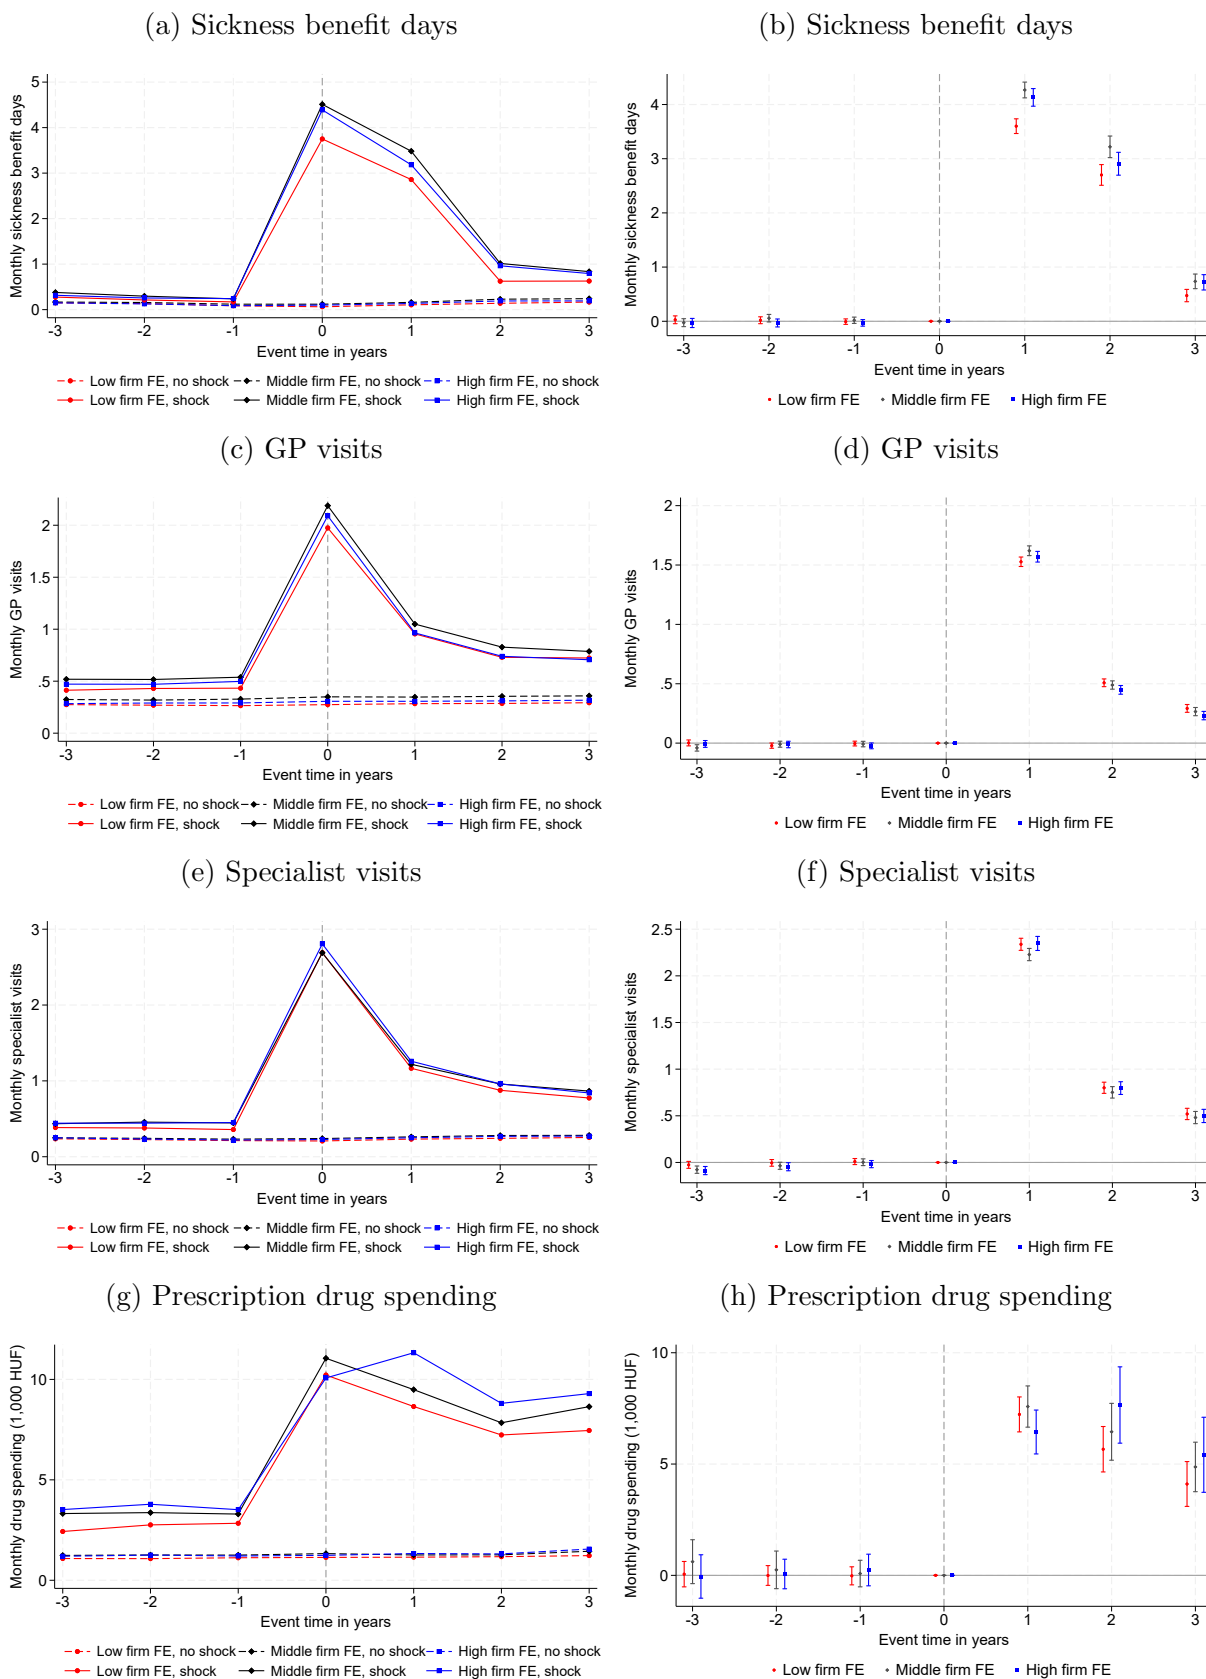 (a) Sickness benefit days
Monthly sickness benefit days
5
4
3
2
1
0
-3 -2 -1 0 1 2 3
Event time in years
Low firm FE, no shock Middle firm FE, no shock High firm FE, no shock
Low firm FE, shock Middle firm FE, shock High firm FE, shock
(b) Sickness benefit days
Monthly sickness benefit days
4
3
2
1
0
-3 -2 -1 0 1 2 3
Event time in years
Low firm FE Middle firm FE High firm FE
(c) GP visits
Monthly GP visits
2
1.5
1
.5
0
-3 -2 -1 0 1 2 3
Event time in years
Low firm FE, no shock Middle firm FE, no shock High firm FE, no shock
Low firm FE, shock Middle firm FE, shock High firm FE, shock
(d) GP visits
Monthly GP visits
2
1.5
1
.5
0
-3 -2 -1 0 1 2 3
Event time in years
Low firm FE Middle firm FE High firm FE
(e) Specialist visits
Monthly specialist visits
3
2
1
0
-3 -2 -1 0 1 2 3
Event time in years
Low firm FE, no shock Middle firm FE, no shock High firm FE, no shock
Low firm FE, shock Middle firm FE, shock High firm FE, shock
(f) Specialist visits
Monthly specialist visits
2.5
2
1.5
1
.5
0
-3 -2 -1 0 1 2 3
Event time in years
Low firm FE Middle firm FE High firm FE
(g) Prescription drug spending
Monthly drug spending (1,000 HUF)
10
5
0
-3 -2 -1 0 1 2 3
Event time in years
Low firm FE, no shock Middle firm FE, no shock High firm FE, no shock
Low firm FE, shock Middle firm FE, shock High firm FE, shock
(h) Prescription drug spending
Monthly drug spending (1,000 HUF)
10
5
0
-3 -2 -1 0 1 2 3
Event time in years
Low firm FE Middle firm FE High firm FE